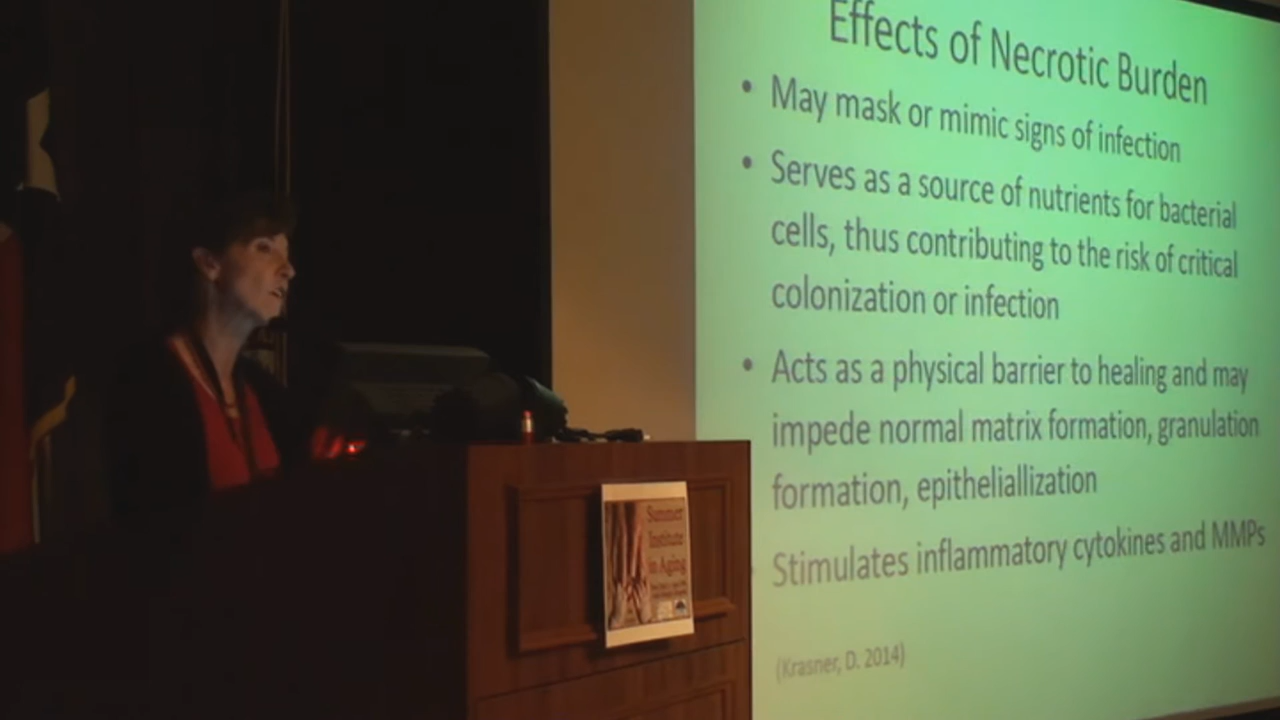 Effects of Necrotic Burden
• May mask or mimic signs of infection
• Serves as a source of nutrients for bacterial
cells, thus contributing to the risk of critical
colonization or infection
• Acts as a physical barrier to healing and may
impede normal matrix formation, granulation
formation, epitheliallization
Stimulates inflammatory cytokines and MMPs
(Krasner, D. 2014)
Summer
Institute
in Aging